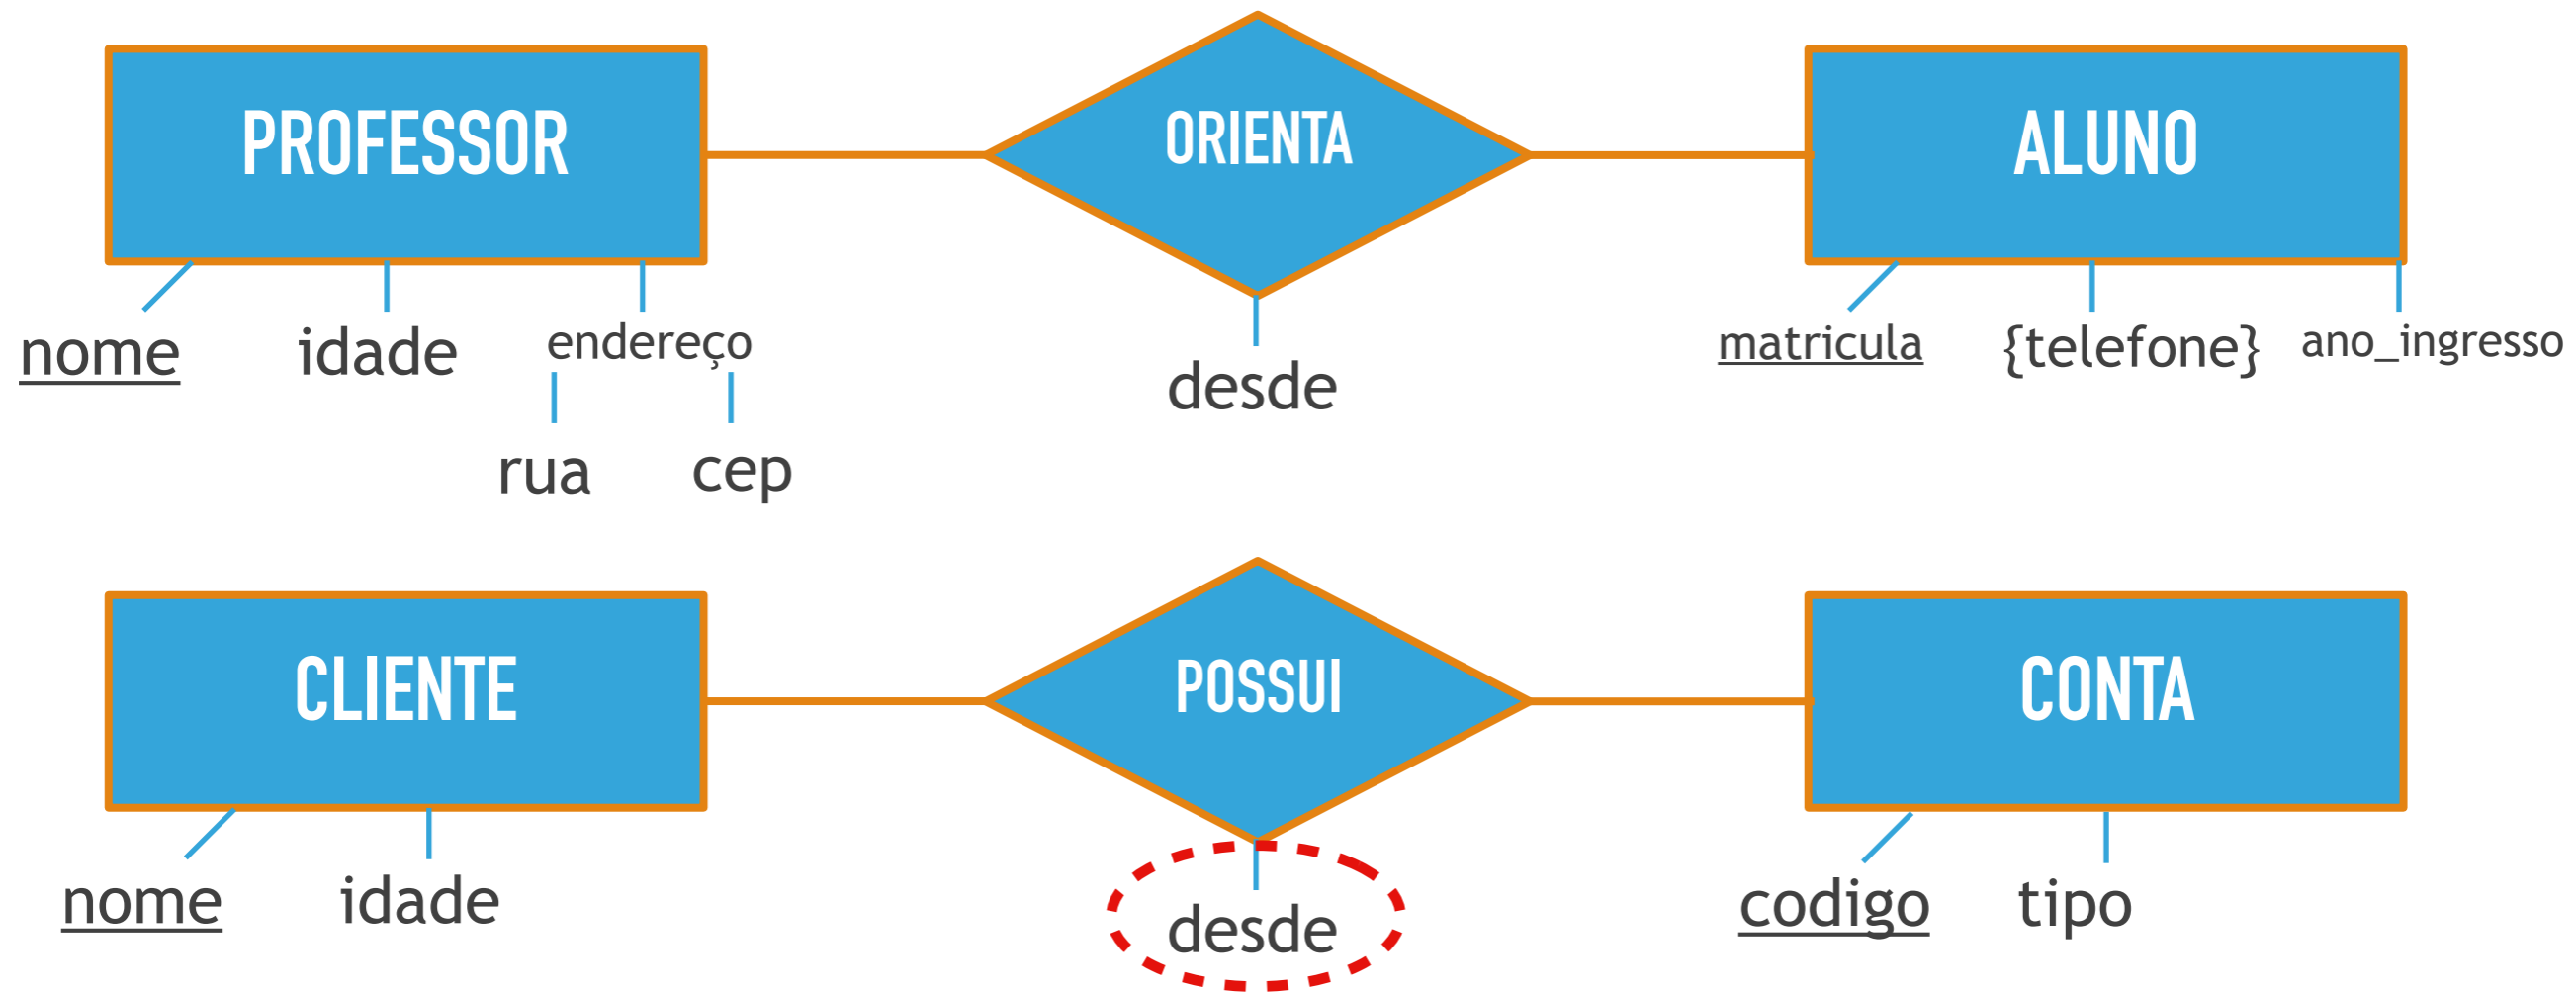 PROFESSOR ORIENTA ALUNO
nome idade endereço desde matricula {telefone} ano_ingresso
rua cep
CLIENTE POSSUI CONTA
nome idade desde codigo tipo